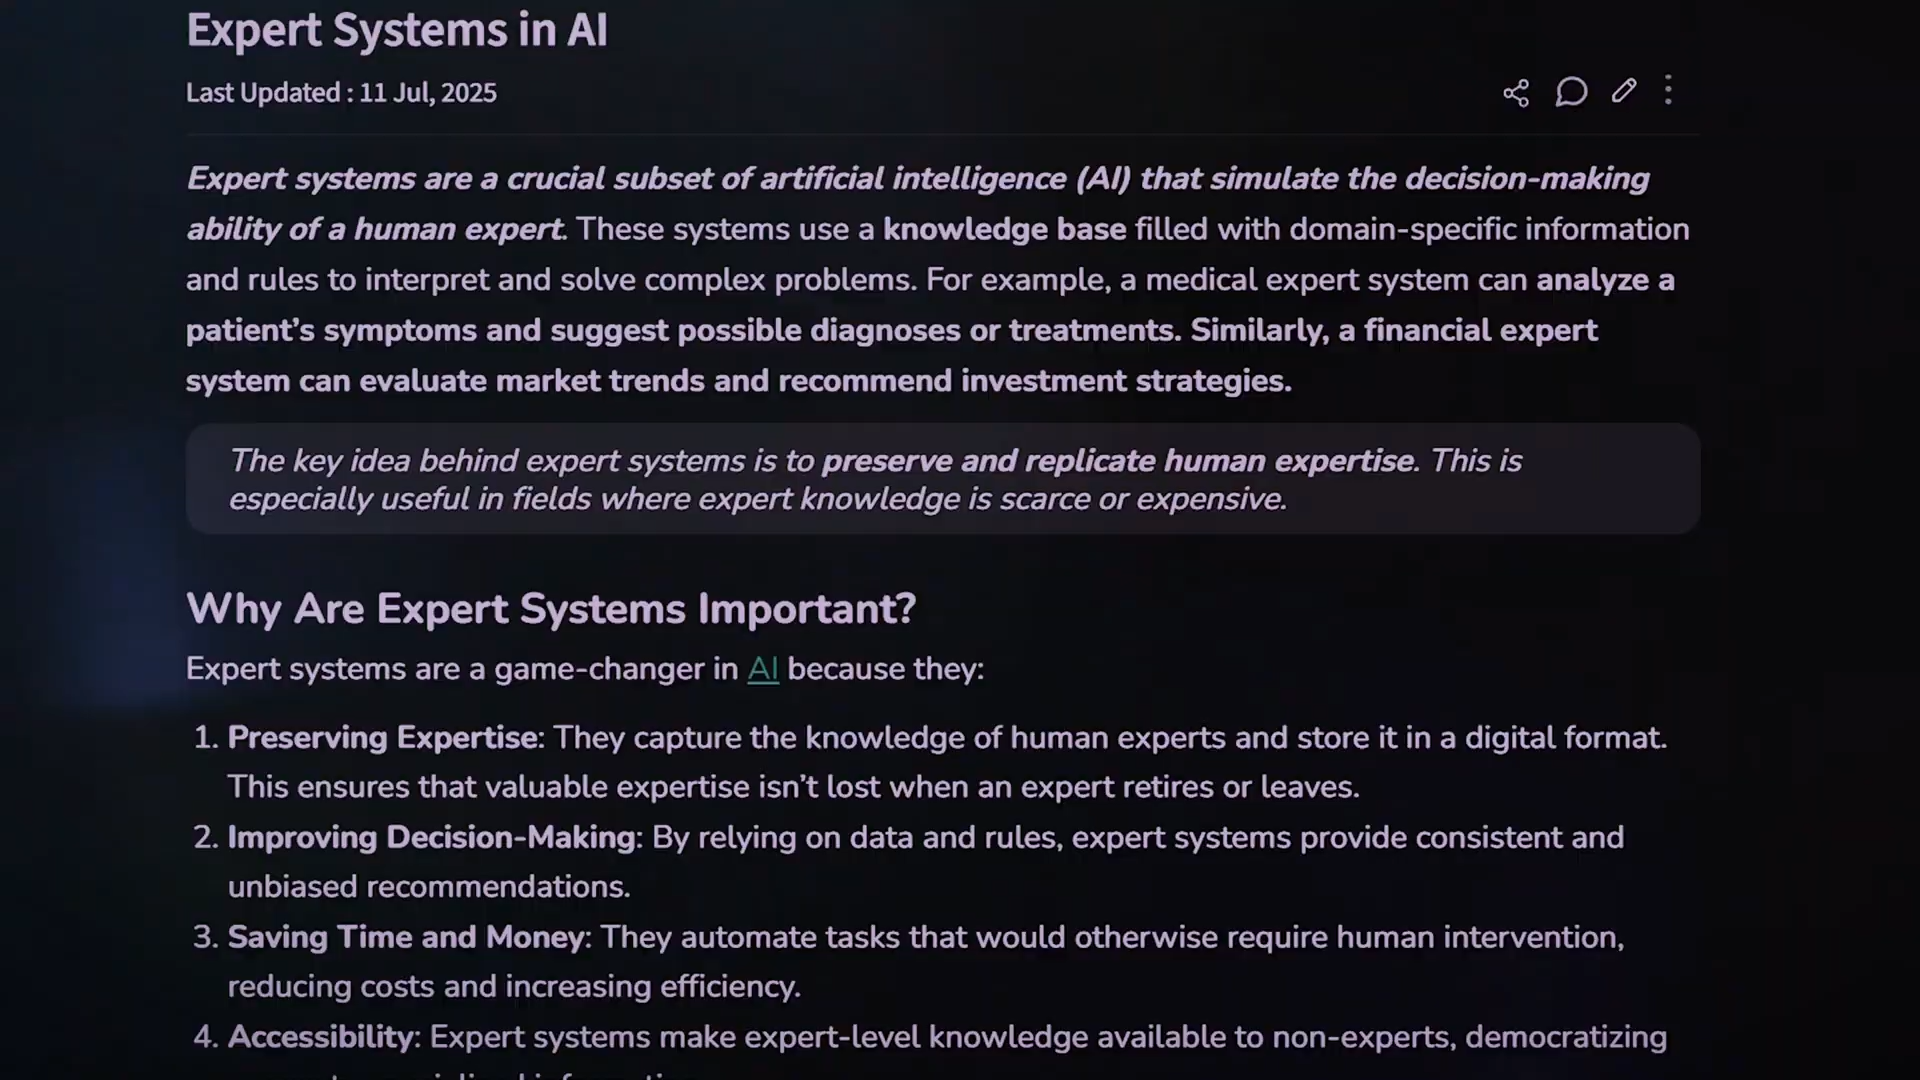 Expert Systems in AI
Last Updated : 11 Jul, 2025
Expert systems are a crucial subset of artificial intelligence (AI) that simulate the decision-making
ability of a human expert. These systems use a knowledge base filled with domain-specific information
and rules to interpret and solve complex problems. For example, a medical expert system can analyze a
patient’s symptoms and suggest possible diagnoses or treatments. Similarly, a financial expert
system can evaluate market trends and recommend investment strategies.
The key idea behind expert systems is to preserve and replicate human expertise. This is
especially useful in fields where expert knowledge is scarce or expensive.
Why Are Expert Systems Important?
Expert systems are a game-changer in AI because they:
1. Preserving Expertise: They capture the knowledge of human experts and store it in a digital format.
This ensures that valuable expertise isn’t lost when an expert retires or leaves.
2. Improving Decision-Making: By relying on data and rules, expert systems provide consistent and
unbiased recommendations.
3. Saving Time and Money: They automate tasks that would otherwise require human intervention,
reducing costs and increasing efficiency.
4. Accessibility: Expert systems make expert-level knowledge available to non-experts, democratizing